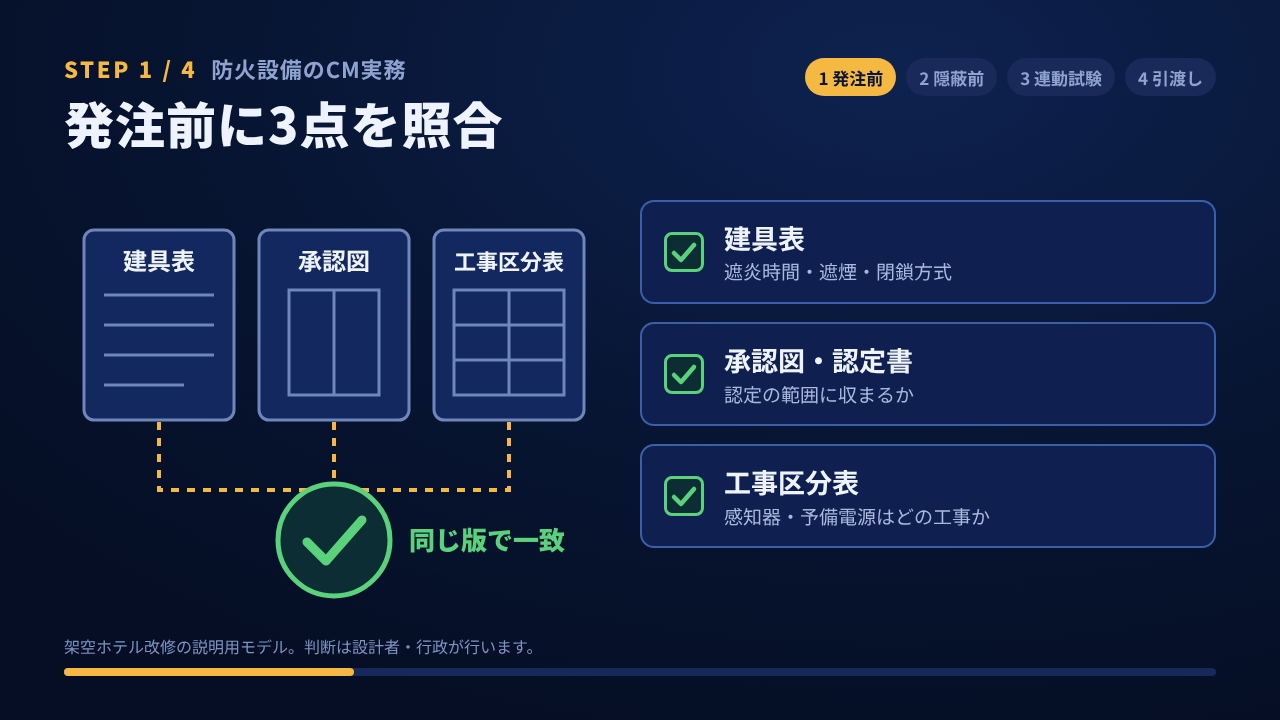 STEP 1 / 4 防火設備のCM実務
発注前に3点を照合
1 発注前
2 隠蔽前
3 連動試験
4 引渡し
建具表
承認図
工事区分表
同じ版で一致
建具表
遮炎時間・遮煙・閉鎖方式
承認図・認定書
認定の範囲に収まるか
工事区分表
感知器・予備電源はどの工事か
架空ホテル改修の説明用モデル。判断は設計者・行政が行います。